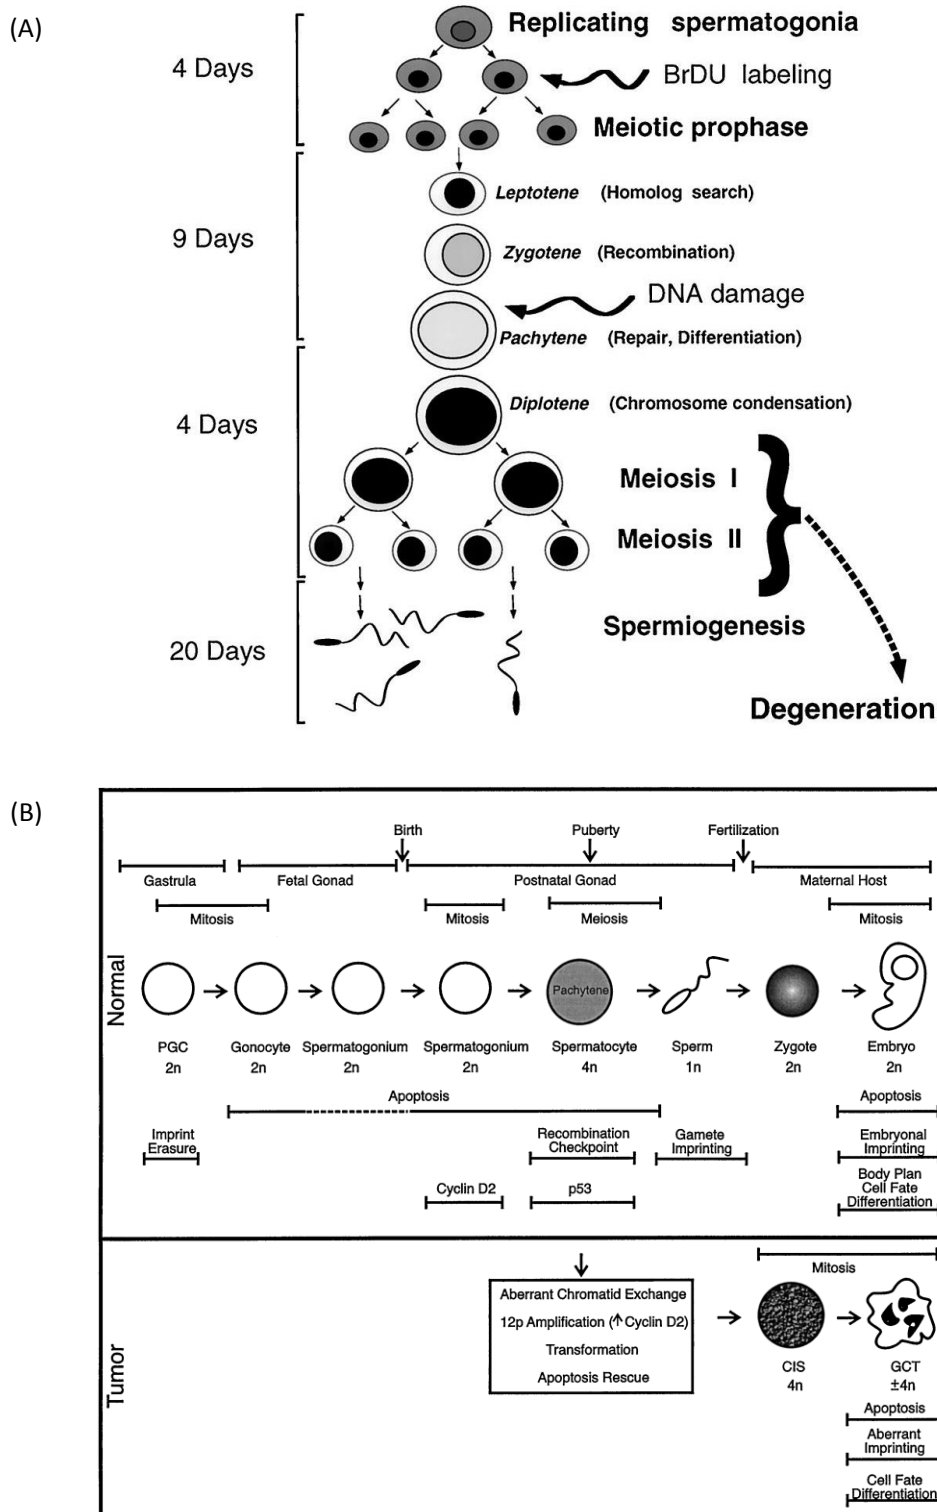 (A)
Replicating spermatogonia
4 Days
BrDU labeling
Meiotic prophase
Leptotene (Homolog search)
9 Days
Zygotene (Recombination)
DNA damage
Pachytene (Repair, Differentiation)
Diplotene (Chromosome condensation)
4 Days
Meiosis I
Meiosis II
Spermiogenesis
20 Days
Degeneration
(B)
Birth
Puberty
Fertilization
Gastrula
Fetal Gonad
Postnatal Gonad
Maternal Host
Mitosis
Mitosis
Meiosis
Mitosis
Normal
Pachytene
PGC
2n
Gonocyte
2n
Spermatogonium
2n
Spermatogonium
2n
Spermatocyte
4n
Sperm
1n
Zygote
2n
Embryo
2n
Apoptosis
Apoptosis
Imprint
Erasure
Recombination
Checkpoint
Gamete
Imprinting
Embryonal
Imprinting
Cyclin D2
p53
Body Plan
Cell Fate
Differentiation
Tumor
Mitosis
Aberrant Chromatid Exchange
12p Amplification (↑ Cyclin D2)
Transformation
Apoptosis Rescue
CIS
4n
GCT
±4n
Apoptosis
Aberrant
Imprinting
Cell Fate
Differentiation